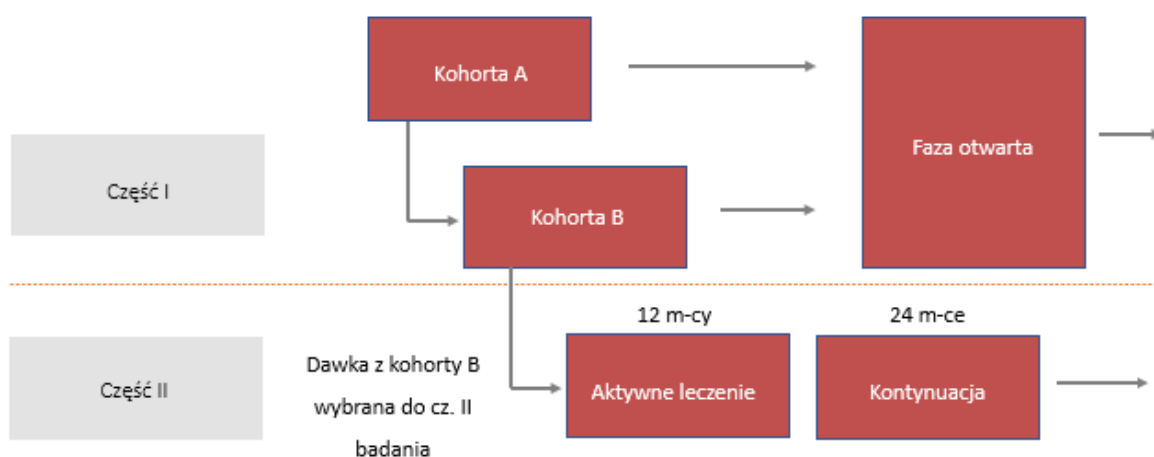 Kohorta A
Faza otwarta
Część I
Kohorta B
12 m-cy
24 m-ce
Część II
Dawka z kohorty B
wybrana do cz. II
badania
Aktywne leczenie
Kontynuacja